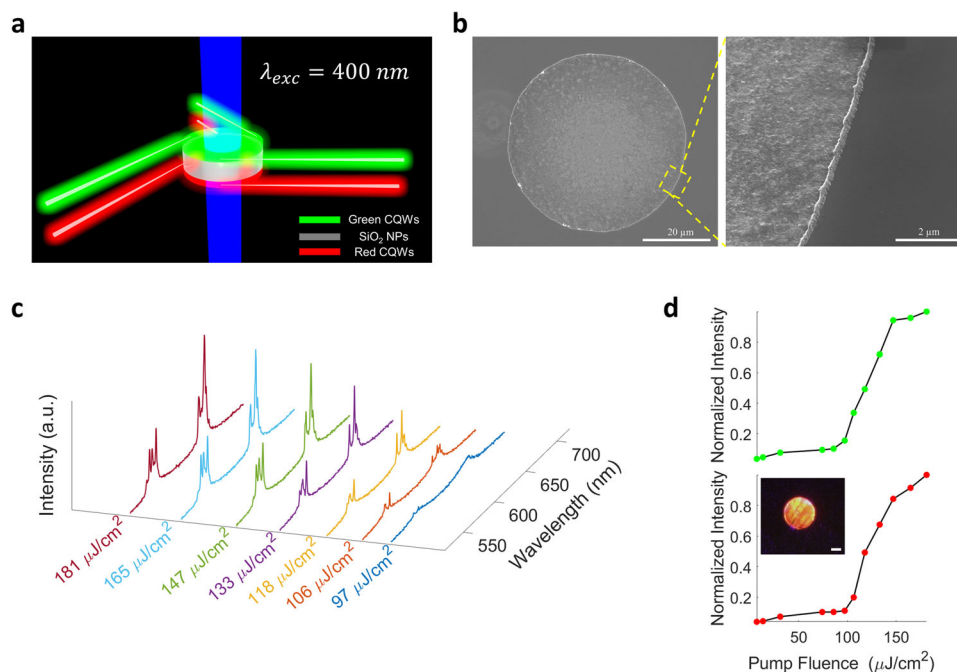 a
λexc = 400 nm
Green CQWs
SiO₂ NPs
Red CQWs
b
20 μm
2 μm
c
Intensity (a.u.)
181 μJ/cm²
165 μJ/cm²
147 μJ/cm²
133 μJ/cm²
118 μJ/cm²
106 μJ/cm²
97 μJ/cm²
550
600
650
700
Wavelength (nm)
d
Normalized Intensity
0.8
0.6
0.4
0.2
Normalized Intensity
0.8
0.6
0.4
0.2
50
100
150
Pump Fluence (μJ/cm²)